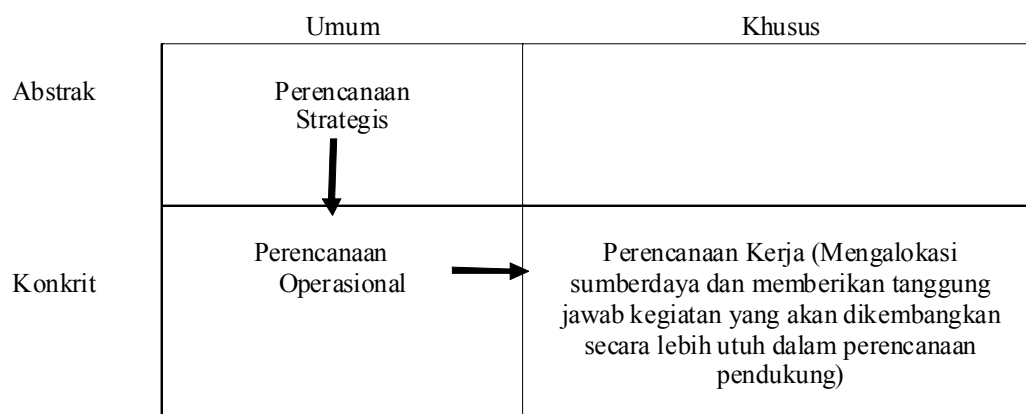 Umum Khusus
Abstrak
Perencanaan
Strategis
Konkrit
Perencanaan
Operasional
Perencanaan Kerja (Mengalokasi
sumberdaya dan memberikan tanggung
jawab kegiatan yang akan dikembangkan
secara lebih utuh dalam perencanaan
pendukung)